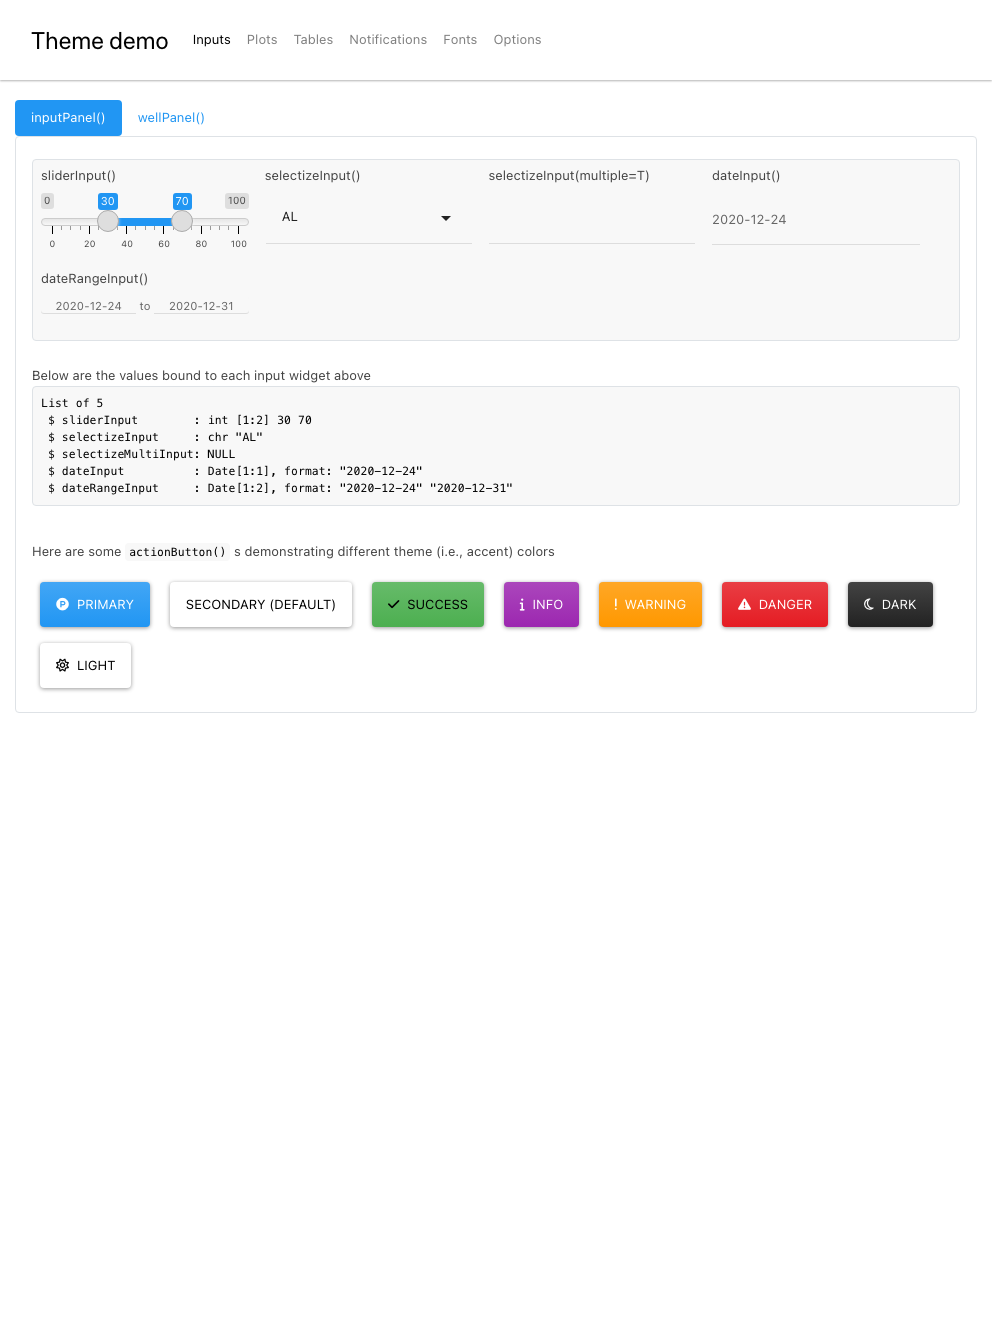 Theme demo Inputs Plots Tables Notifications Fonts Options
inputPanel() wellPanel()
sliderInput() selectizeInput() selectizeInput(multiple=T) dateInput()
0 30 70 100
AL
2020-12-24
0 20 40 60 80 100
dateRangeInput()
2020-12-24 to 2020-12-31
Below are the values bound to each input widget above
List of 5
$ sliderInput : int [1:2] 30 70
$ selectizeInput : chr "AL"
$ selectizeMultiInput: NULL
$ dateInput : Date[1:1], format: "2020-12-24"
$ dateRangeInput : Date[1:2], format: "2020-12-24" "2020-12-31"
Here are some actionButton() s demonstrating different theme (i.e., accent) colors
PRIMARY SECONDARY (DEFAULT) SUCCESS INFO WARNING DANGER DARK
LIGHT